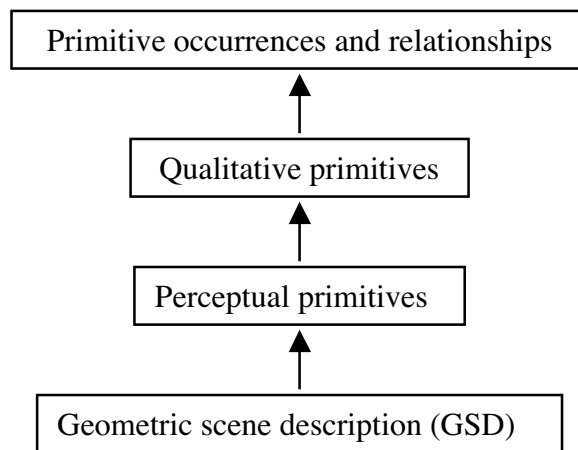 Primitive occurrences and relationships
Qualitative primitives
Perceptual primitives
Geometric scene description (GSD)